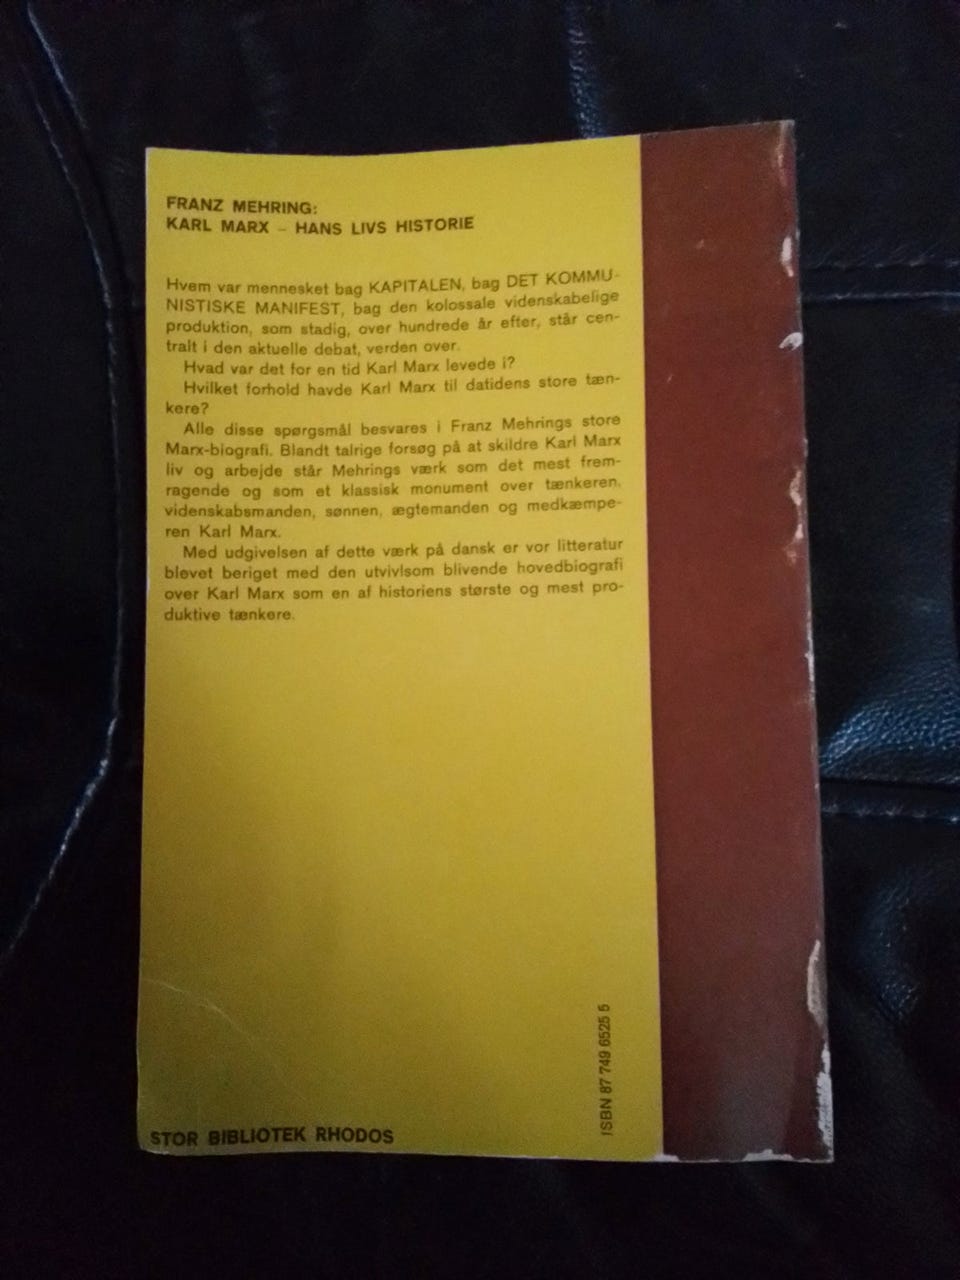 FRANZ MEHRING:
KARL MARX – HANS LIVS HISTORIE
Hvem var mennesket bag KAPITALEN, bag DET KOMMU-
NISTISKE MANIFEST, bag den kolossale videnskabelige
produktion, som stadig, over hundrede år efter, står cen-
tralt i den aktuelle debat, verden over.
Hvad var det for en tid Karl Marx levede i?
Hvilket forhold havde Karl Marx til datidens store tæn-
kere?
Alle disse spørgsmål besvares i Franz Mehrings store
Marx-biografi. Blandt talrige forsøg på at skildre Karl Marx
liv og arbejde står Mehrings værk som det mest frem-
ragende og som et klassisk monument over tænkeren,
videnskabsmanden, sønnen, ægtemanden og medkæmpe-
ren Karl Marx.
Med udgivelsen af dette værk på dansk er vor litteratur
blevet beriget med den utvivlsom blivende hovedbiografi
over Karl Marx som en af historiens største og mest pro-
duktive tænkere.
ISBN 87 749 6525 5
STOR BIBLIOTEK RHODOS